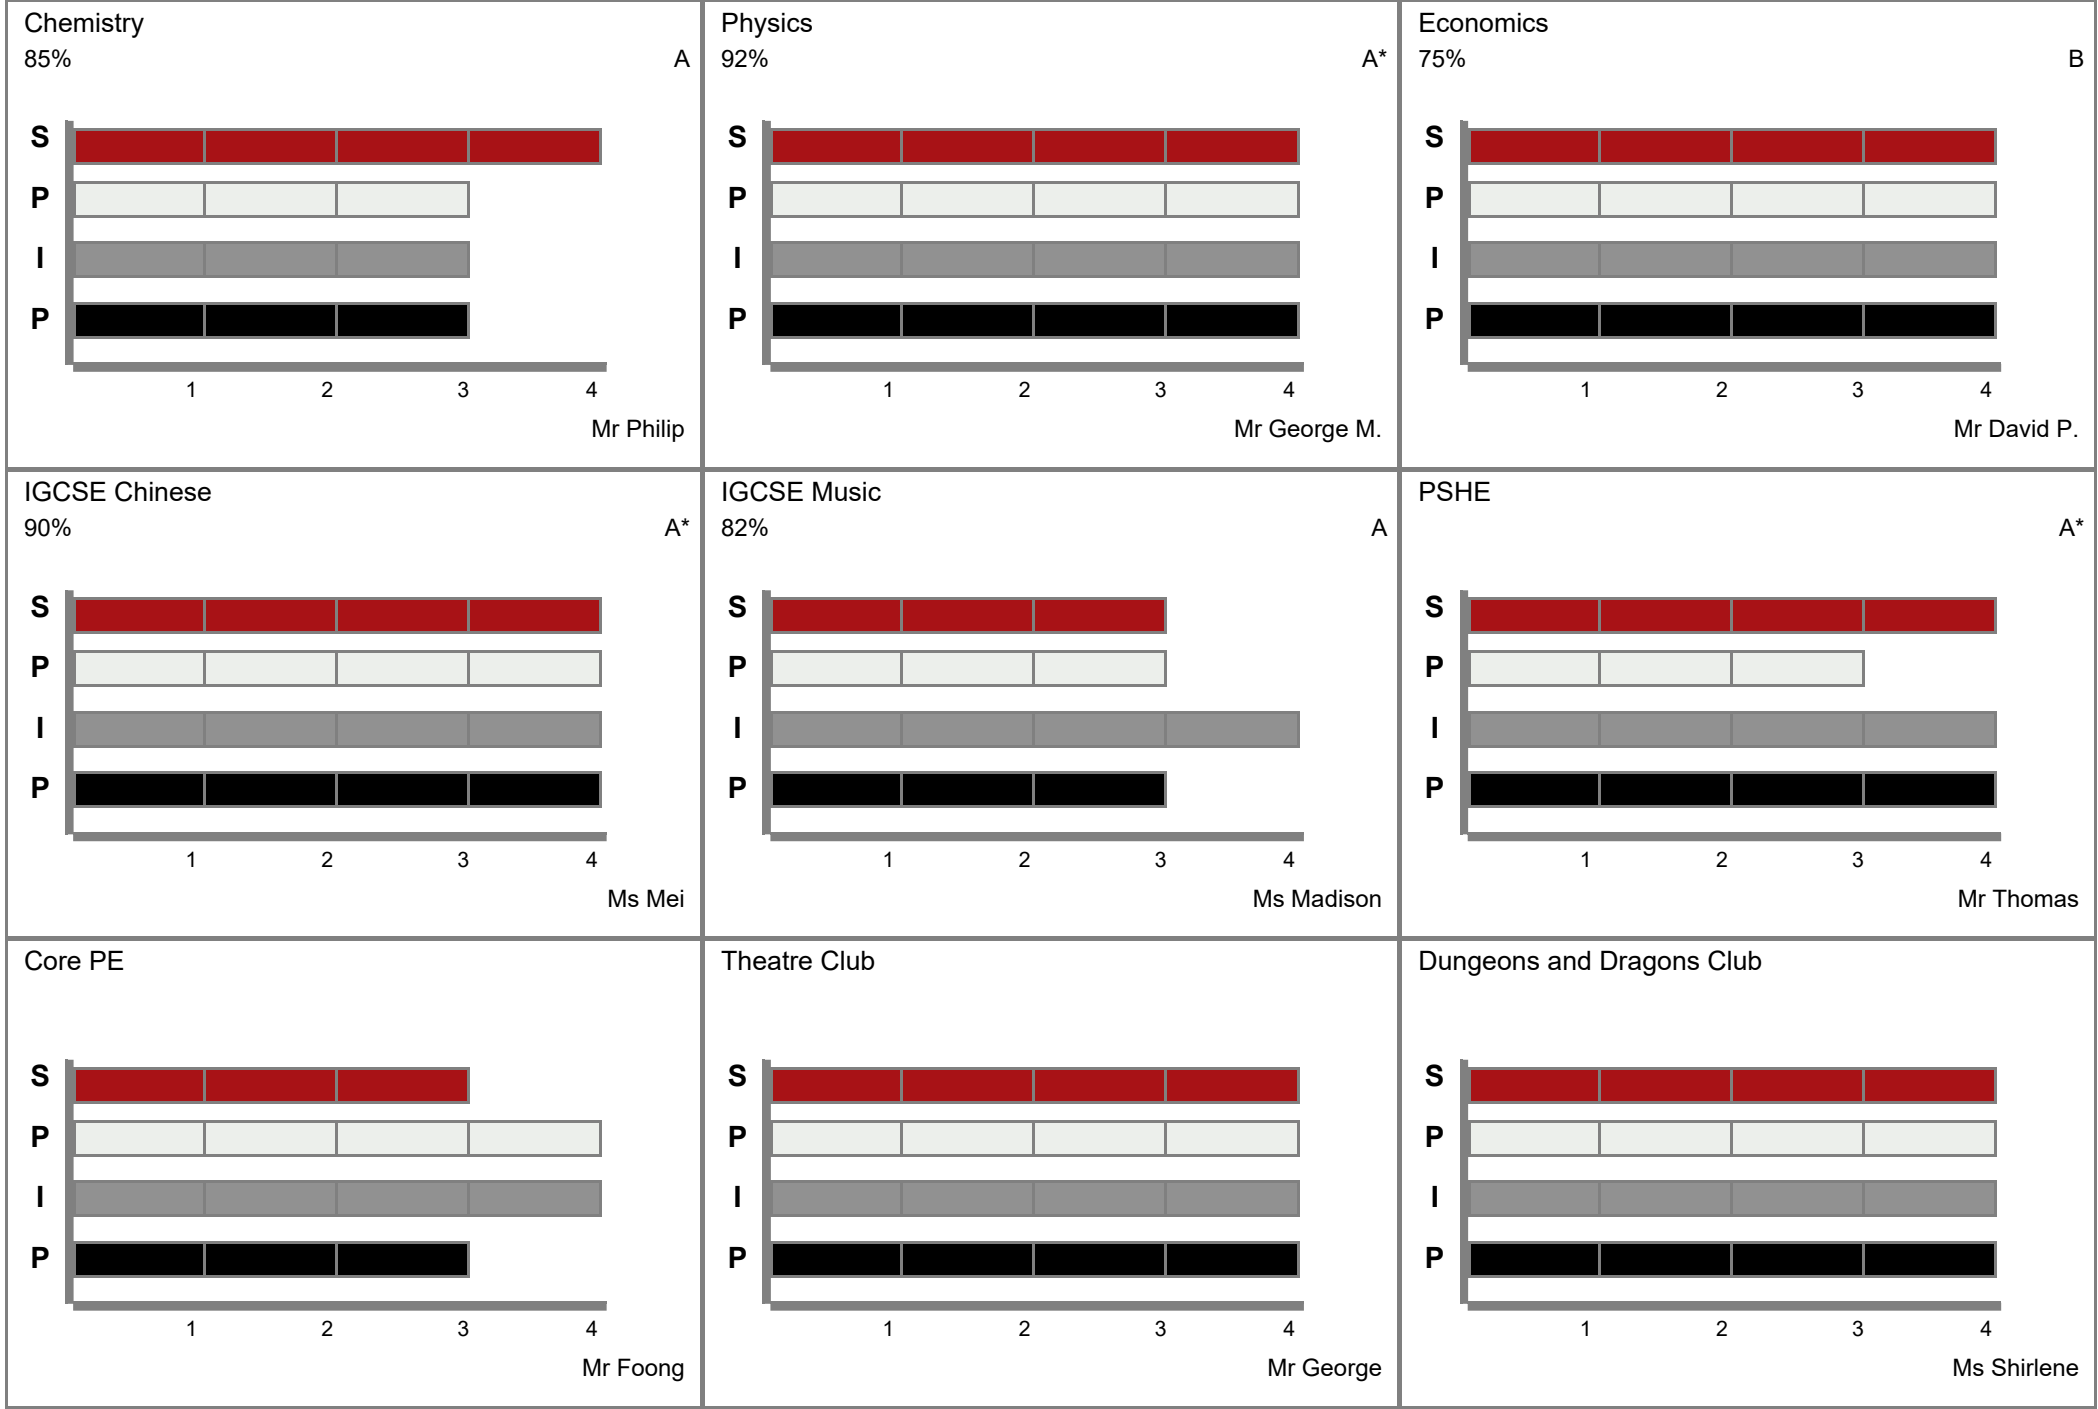 Chemistry
85% A
S
P
I
P
1 2 3 4
Mr Philip
Physics
92% A*
S
P
I
P
1 2 3 4
Mr George M.
Economics
75% B
S
P
I
P
1 2 3 4
Mr David P.
IGCSE Chinese
90% A*
S
P
I
P
1 2 3 4
Ms Mei
IGCSE Music
82% A
S
P
I
P
1 2 3 4
Ms Madison
PSHE
A*
S
P
I
P
1 2 3 4
Mr Thomas
Core PE
S
P
I
P
1 2 3 4
Mr Foong
Theatre Club
S
P
I
P
1 2 3 4
Mr George
Dungeons and Dragons Club
S
P
I
P
1 2 3 4
Ms Shirlene